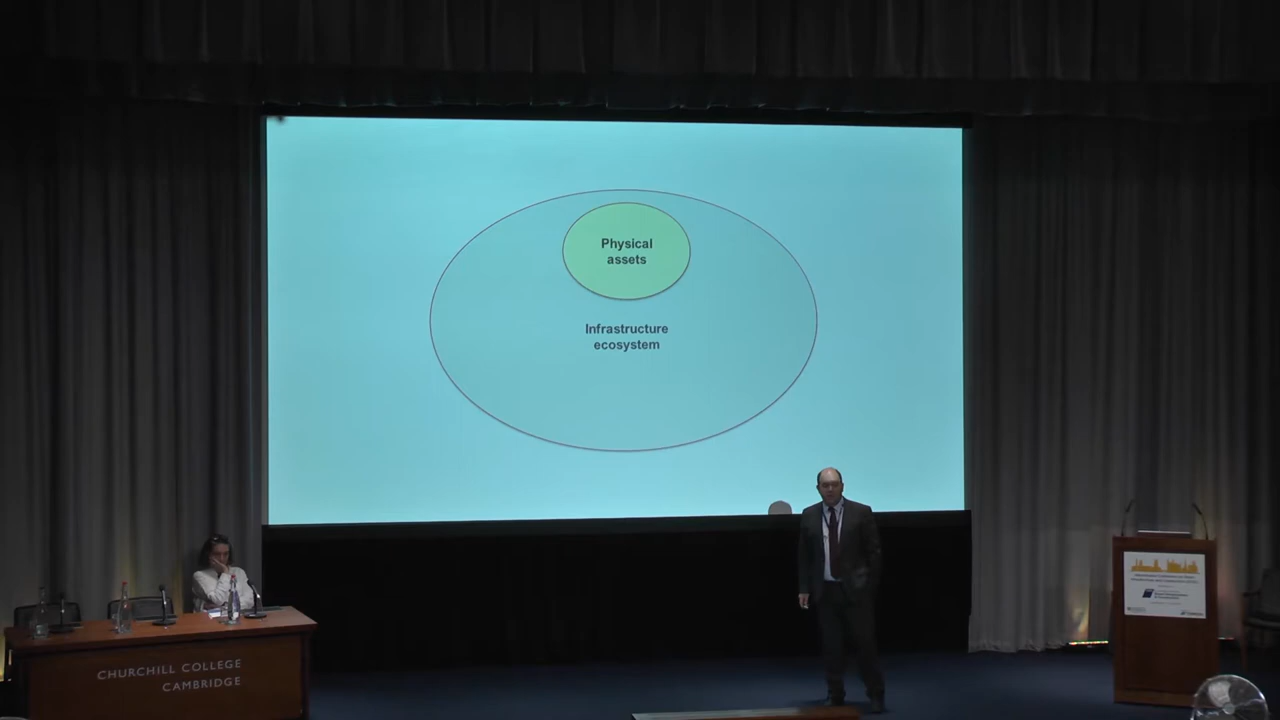 Physical
assets
Infrastructure
ecosystem
CHURCHILL COLLEGE
CAMBRIDGE